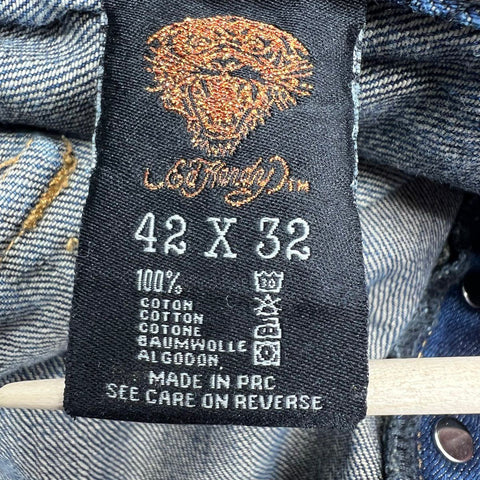 Ed Hardy TM
42 X 32
100%
COTON
COTTON
COTONE
BAUMWOLLE
ALGODON.
MADE IN PRC
SEE CARE ON REVERSE